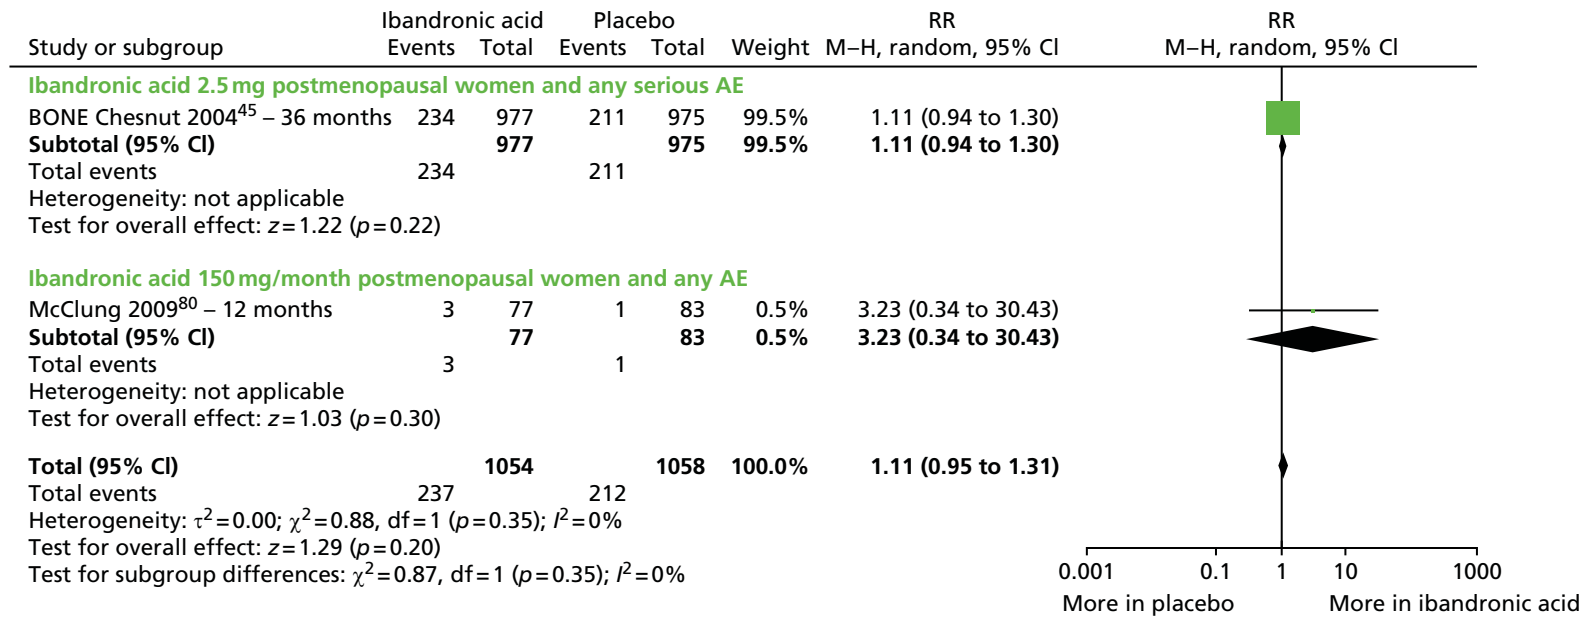 Ibandronic acid Placebo RR RR
Study or subgroup Events Total Events Total Weight M–H, random, 95% CI M–H, random, 95% CI
Ibandronic acid 2.5 mg postmenopausal women and any serious AE
BONE Chesnut 2004⁴⁵ – 36 months 234 977 211 975 99.5% 1.11 (0.94 to 1.30)
Subtotal (95% CI) 977 975 99.5% 1.11 (0.94 to 1.30)
Total events 234 211
Heterogeneity: not applicable
Test for overall effect: z=1.22 (p=0.22)
Ibandronic acid 150 mg/month postmenopausal women and any AE
McClung 2009⁸⁰ – 12 months 3 77 1 83 0.5% 3.23 (0.34 to 30.43)
Subtotal (95% CI) 77 83 0.5% 3.23 (0.34 to 30.43)
Total events 3 1
Heterogeneity: not applicable
Test for overall effect: z=1.03 (p=0.30)
Total (95% CI) 1054 1058 100.0% 1.11 (0.95 to 1.31)
Total events 237 212
Heterogeneity: τ²=0.00; χ²=0.88, df=1 (p=0.35); I²=0%
Test for overall effect: z=1.29 (p=0.20)
Test for subgroup differences: χ²=0.87, df=1 (p=0.35); I²=0%
0.001 0.1 1 10 1000
More in placebo More in ibandronic acid